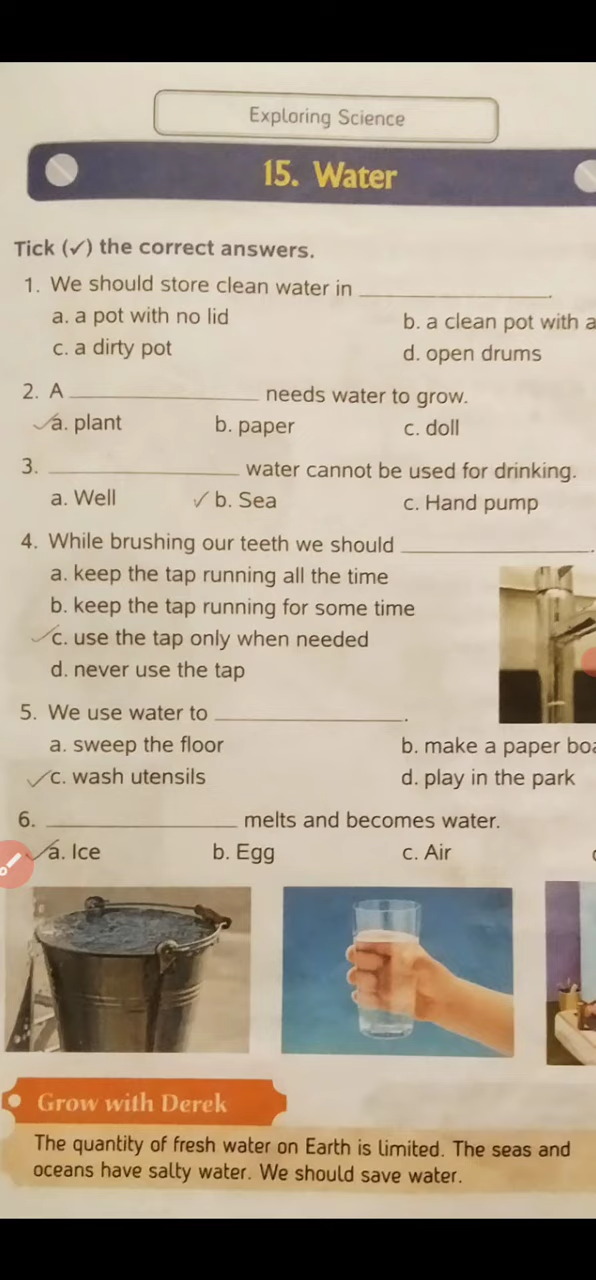 Exploring Science
15. Water
Tick (✓) the correct answers.
1. We should store clean water in ____________.
a. a pot with no lid b. a clean pot with a
c. a dirty pot d. open drums
2. A ____________ needs water to grow.
✓a. plant b. paper c. doll
3. ____________ water cannot be used for drinking.
a. Well ✓ b. Sea c. Hand pump
4. While brushing our teeth we should ____________.
a. keep the tap running all the time
b. keep the tap running for some time
✓c. use the tap only when needed
d. never use the tap
5. We use water to ____________.
a. sweep the floor b. make a paper
✓c. wash utensils d. play in the park
6. ____________ melts and becomes water.
✓a. Ice b. Egg c. Air
Grow with Derek
The quantity of fresh water on Earth is limited. The seas and
oceans have salty water. We should save water.